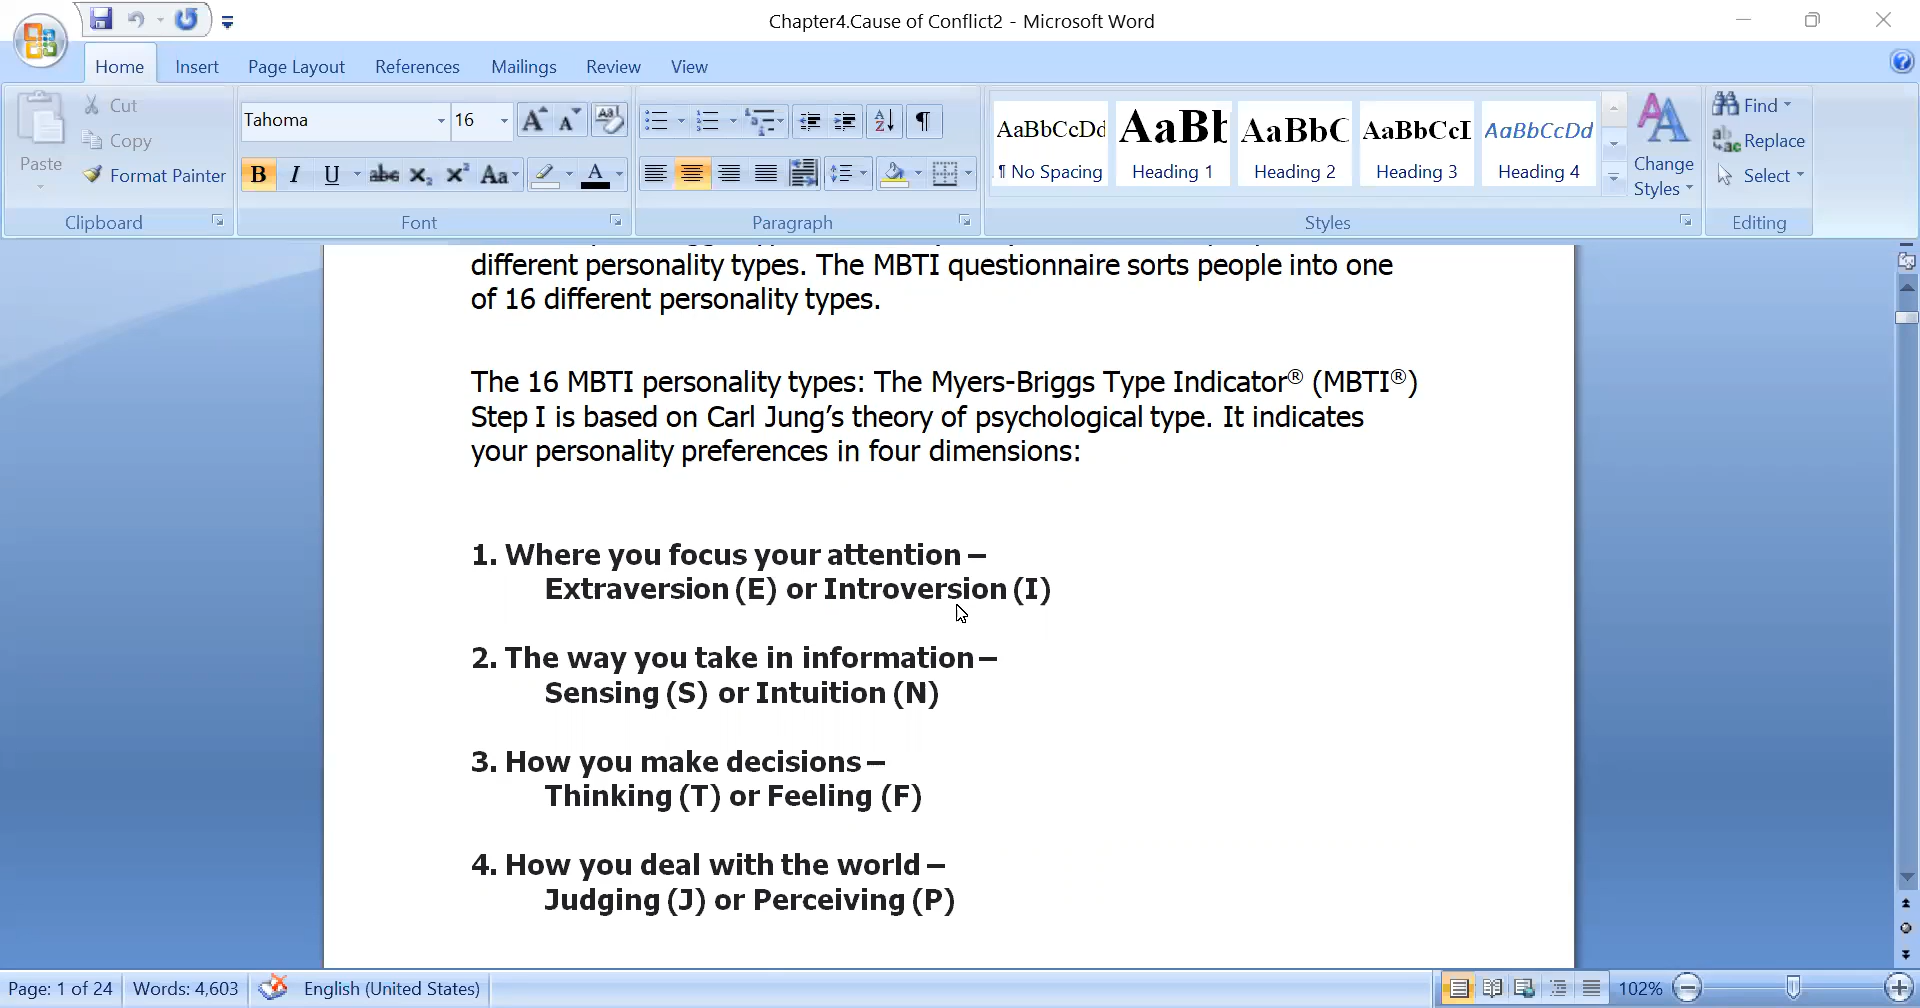 Chapter4.Cause of Conflict2 - Microsoft Word
Home Insert Page Layout References Mailings Review View
Paste
Cut
Copy
Format Painter
Clipboard
Tahoma 16
B I U abc X₂ X² Aa A
Font
Paragraph
AaBbCcDd AaBb AaBbC AaBbCcI AaBbCcDd
¶ No Spacing Heading 1 Heading 2 Heading 3 Heading 4
Change
Styles
Styles
Find
Replace
Select
Editing
different personality types. The MBTI questionnaire sorts people into one
of 16 different personality types.
The 16 MBTI personality types: The Myers-Briggs Type Indicator® (MBTI®)
Step I is based on Carl Jung’s theory of psychological type. It indicates
your personality preferences in four dimensions:
1. Where you focus your attention –
Extraversion (E) or Introversion (I)
2. The way you take in information –
Sensing (S) or Intuition (N)
3. How you make decisions –
Thinking (T) or Feeling (F)
4. How you deal with the world –
Judging (J) or Perceiving (P)
Page: 1 of 24 Words: 4,603 English (United States) 102%